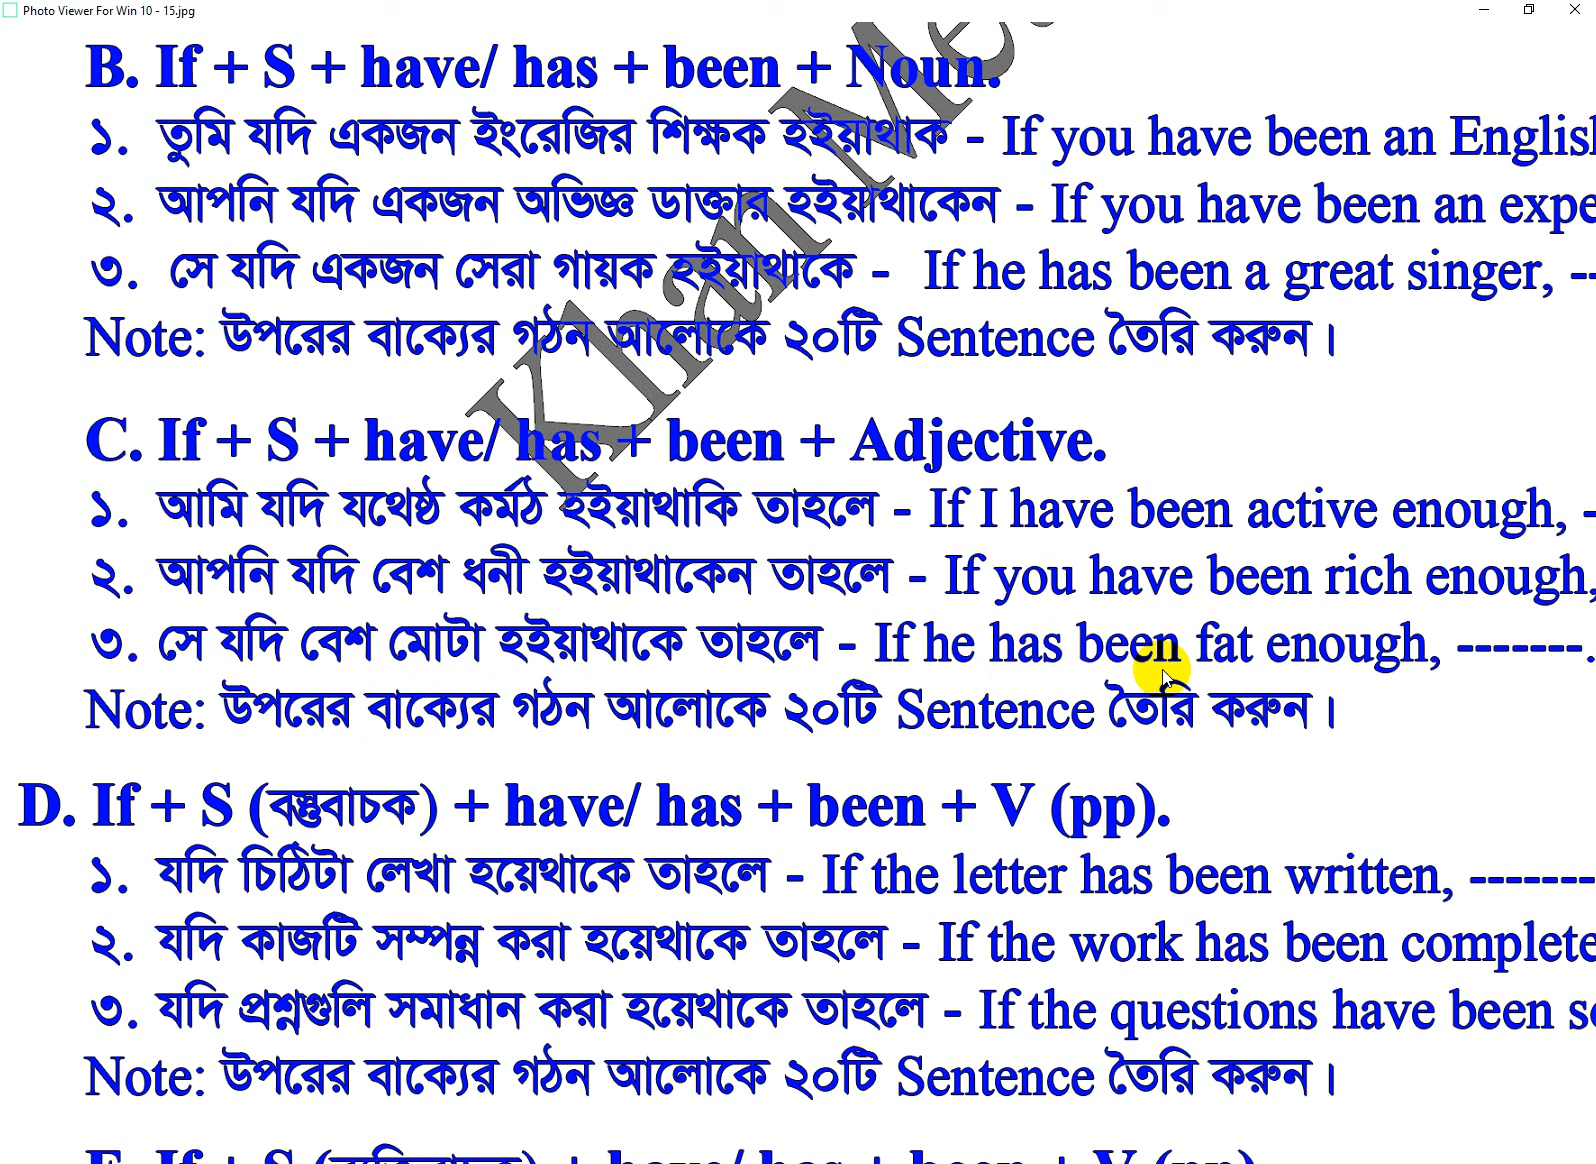 Photo Viewer For Win 10 - 15.jpg
B. If + S + have/ has + been + Noun.
১. তুমি যদি একজন ইংরেজির শিক্ষক হইয়াথাক - If you have been an English
২. আপনি যদি একজন অভিজ্ঞ ডাক্তার হইয়াথাকেন - If you have been an expe
৩. সে যদি একজন সেরা গায়ক হইয়াথাকে - If he has been a great singer, --
Note: উপরের বাক্যের গঠন আলোকে ২০টি Sentence তৈরি করুন।
C. If + S + have/ has + been + Adjective.
১. আমি যদি যথেষ্ঠ কর্মঠ হইয়াথাকি তাহলে - If I have been active enough, -
২. আপনি যদি বেশ ধনী হইয়াথাকেন তাহলে - If you have been rich enough,
৩. সে যদি বেশ মোটা হইয়াথাকে তাহলে - If he has been fat enough, -------.
Note: উপরের বাক্যের গঠন আলোকে ২০টি Sentence তৈরি করুন।
D. If + S (বস্তুবাচক) + have/ has + been + V (pp).
১. যদি চিঠিটা লেখা হয়েথাকে তাহলে - If the letter has been written, -------
২. যদি কাজটি সম্পন্ন করা হয়েথাকে তাহলে - If the work has been complete
৩. যদি প্রশ্নগুলি সমাধান করা হয়েথাকে তাহলে - If the questions have been so
Note: উপরের বাক্যের গঠন আলোকে ২০টি Sentence তৈরি করুন।
Khan Me